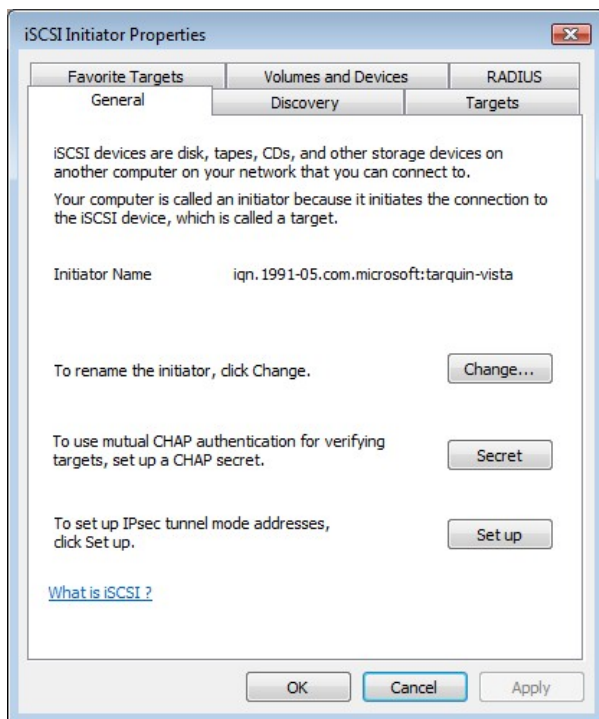 iSCSI Initiator Properties
Favorite Targets
Volumes and Devices
RADIUS
General
Discovery
Targets
iSCSI devices are disk, tapes, CDs, and other storage devices on
another computer on your network that you can connect to.
Your computer is called an initiator because it initiates the connection to
the iSCSI device, which is called a target.
Initiator Name iqn.1991-05.com.microsoft:tarquin-vista
To rename the initiator, click Change.
Change...
To use mutual CHAP authentication for verifying
targets, set up a CHAP secret.
Secret
To set up IPsec tunnel mode addresses,
click Set up.
Set up
What is iSCSI ?
OK
Cancel
Apply